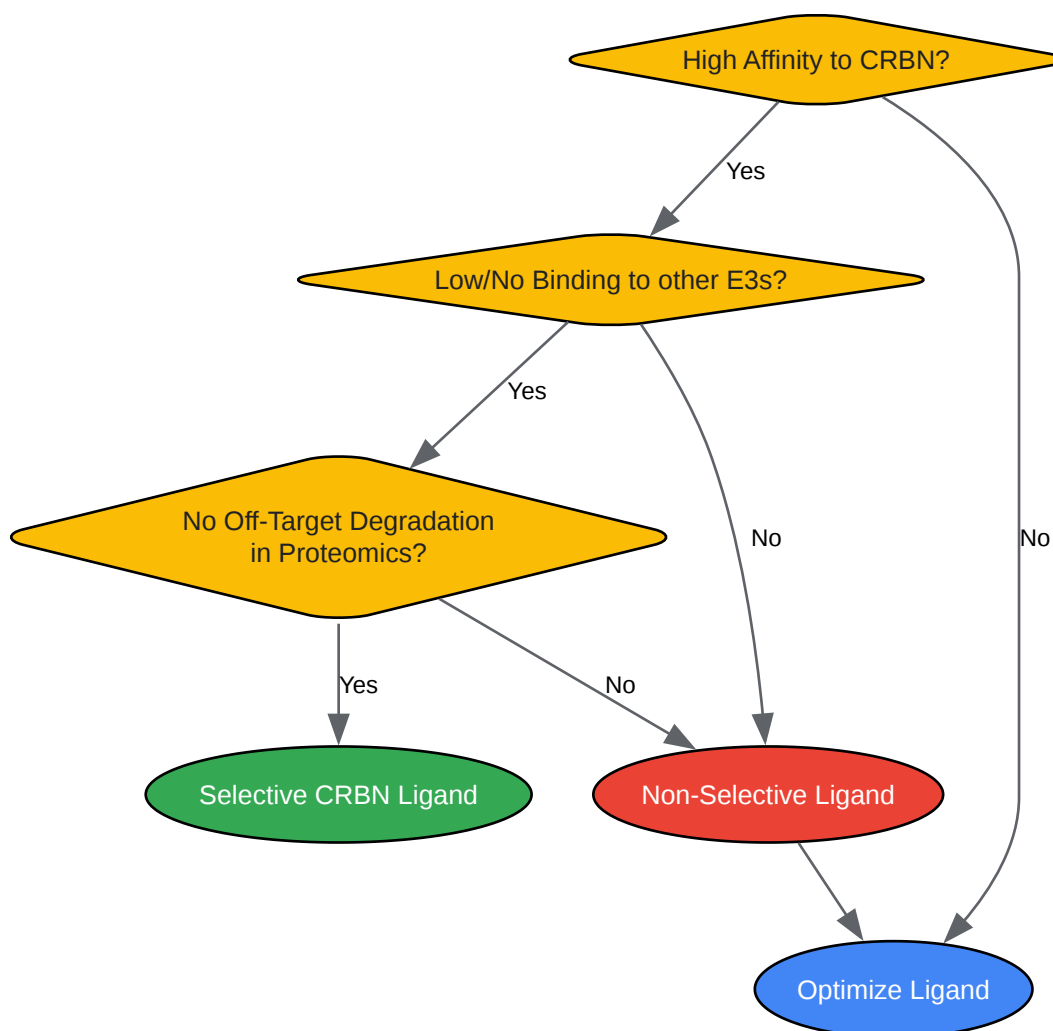 High Affinity to CRBN?
Yes
Low/No Binding to other E3s?
Yes
No Off-Target Degradation
in Proteomics?
No
No
Yes
No
Selective CRBN Ligand
Non-Selective Ligand
Optimize Ligand